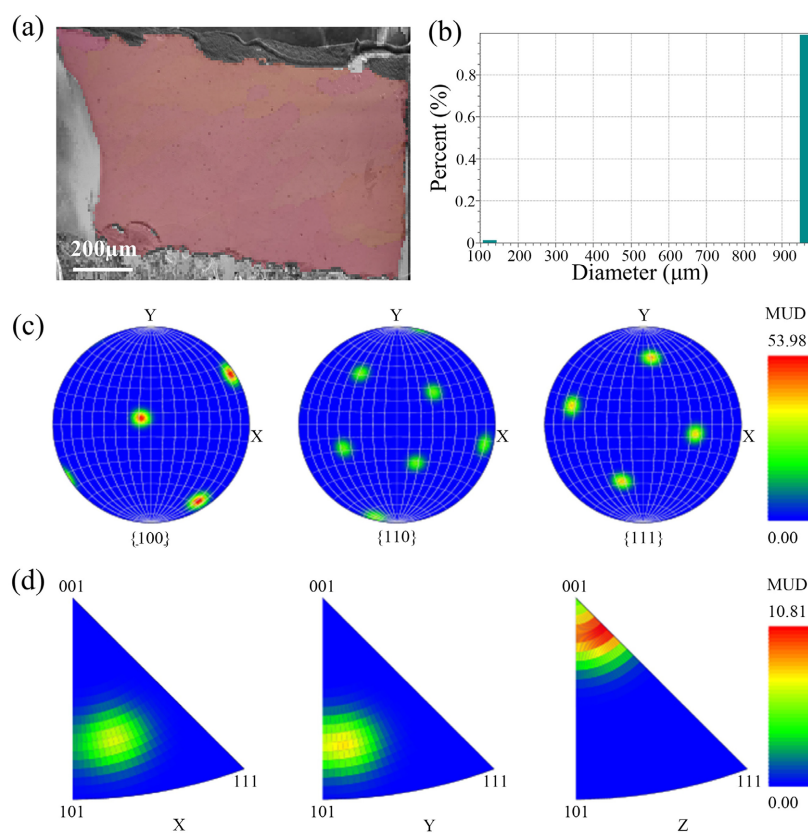 (a)
200μm
(b)
Percent (%)
0.8
0.6
0.4
0.2
0
100 200 300 400 500 600 700 800 900
Diameter (μm)
(c)
Y Y Y MUD
53.98
X X X
{100} {110} {111} 0.00
(d)
001 001 001 MUD
10.81
111 111 111
101 101 101 0.00
X Y Z